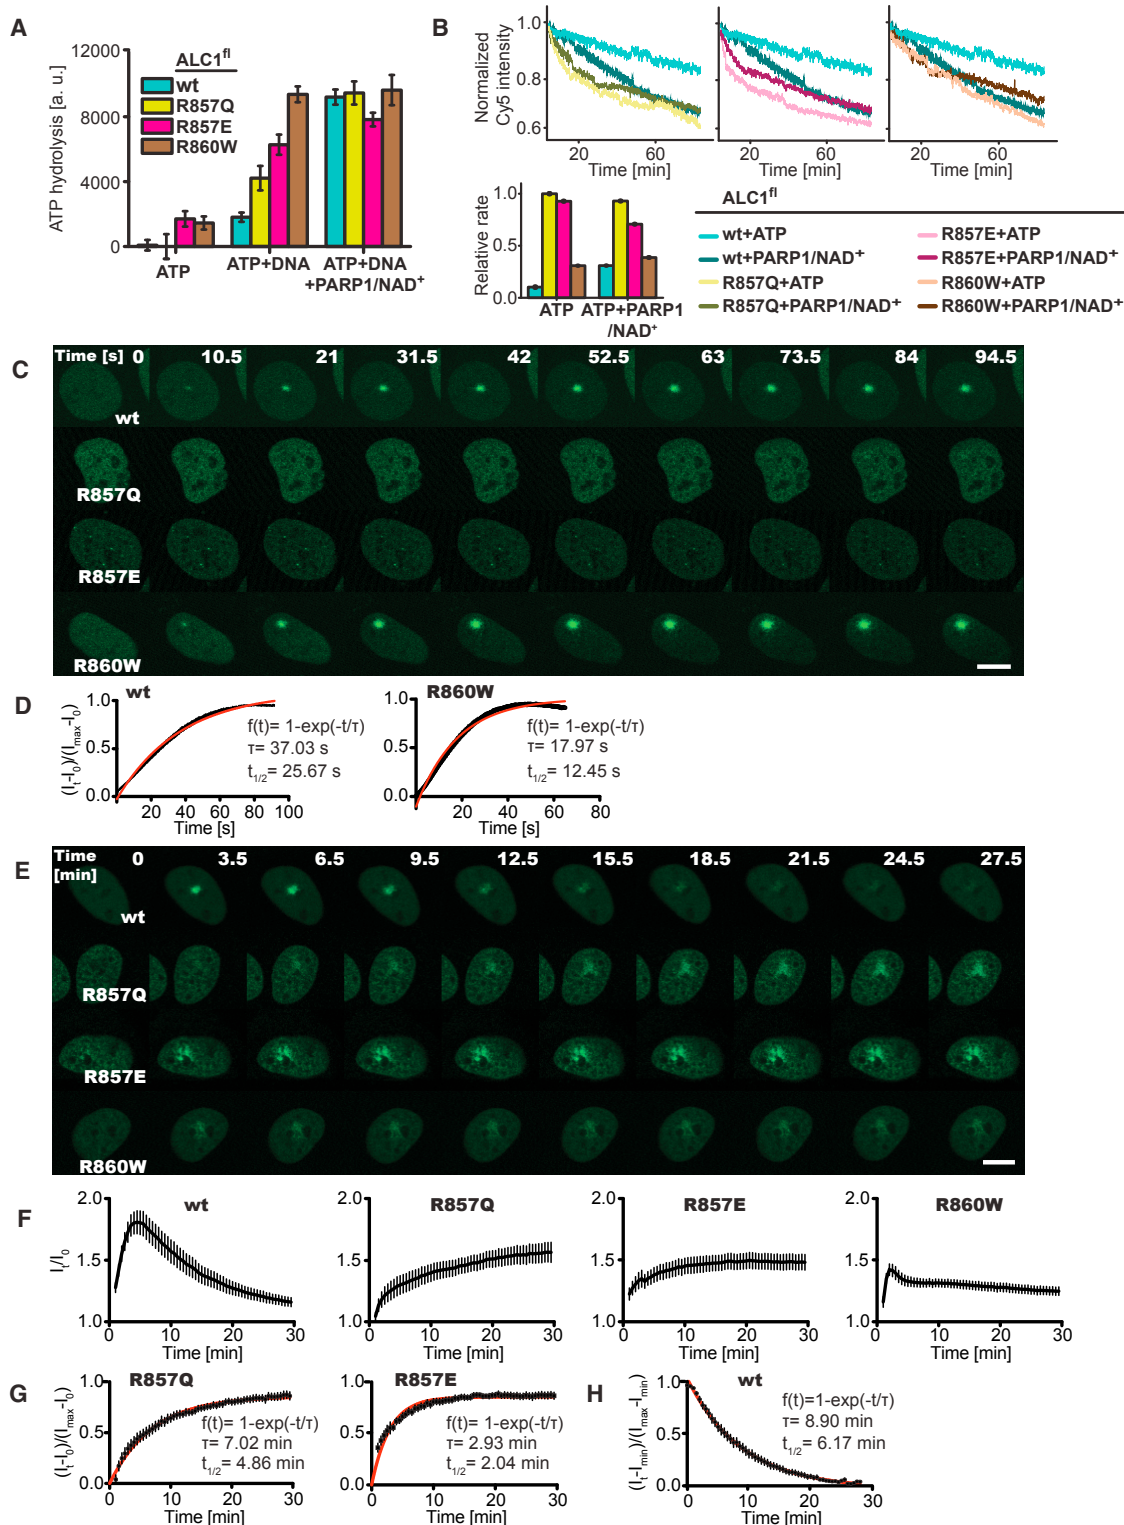 A
12000
8000
4000
0
ATP hydrolysis [a. u.]
ALC1fl
wt
R857Q
R857E
R860W
ATP
ATP+DNA
ATP+DNA
+PARP1/NAD+
B
Normalized
Cy5 intensity
1.0
0.8
0.6
20
60
Time [min]
20
60
Time [min]
20
60
Time [min]
Relative rate
1.0
0.5
0.0
ATP
ATP+PARP1
/NAD+
ALC1fl
wt+ATP
wt+PARP1/NAD+
R857Q+ATP
R857Q+PARP1/NAD+
R857E+ATP
R857E+PARP1/NAD+
R860W+ATP
R860W+PARP1/NAD+
C
Time [s] 0 10.5 21 31.5 42 52.5 63 73.5 84 94.5
wt
R857Q
R857E
R860W
D
wt
(It-I0)/(Imax-I0)
1.0
0.5
0.0
f(t)= 1-exp(-t/τ)
τ= 37.03 s
t1/2= 25.67 s
20 40 60 80 100
Time [s]
R860W
1.0
0.5
0.0
f(t)= 1-exp(-t/τ)
τ= 17.97 s
t1/2= 12.45 s
20 40 60 80
Time [s]
E
Time
[min]
0 3.5 6.5 9.5 12.5 15.5 18.5 21.5 24.5 27.5
wt
R857Q
R857E
R860W
F
wt
It/I0
2.0
1.5
1.0
0 10 20 30
Time [min]
R857Q
2.0
1.5
1.0
0 10 20 30
Time [min]
R857E
2.0
1.5
1.0
0 10 20 30
Time [min]
R860W
2.0
1.5
1.0
0 10 20 30
Time [min]
G
R857Q
(It-I0)/(Imax-I)
1.0
0.5
0.0
f(t)= 1-exp(-t/τ)
τ= 7.02 min
t1/2= 4.86 min
0 10 20 30
Time [min]
R857E
1.0
0.5
0.0
f(t)= 1-exp(-t/τ)
τ= 2.93 min
t1/2= 2.04 min
0 10 20 30
Time [min]
H
wt
(It-Imin)/(Imax-Imin)
1.0
0.5
0.0
f(t)=1-exp(-t/τ)
τ= 8.90 min
t1/2= 6.17 min
0 10 20 30
Time [min]